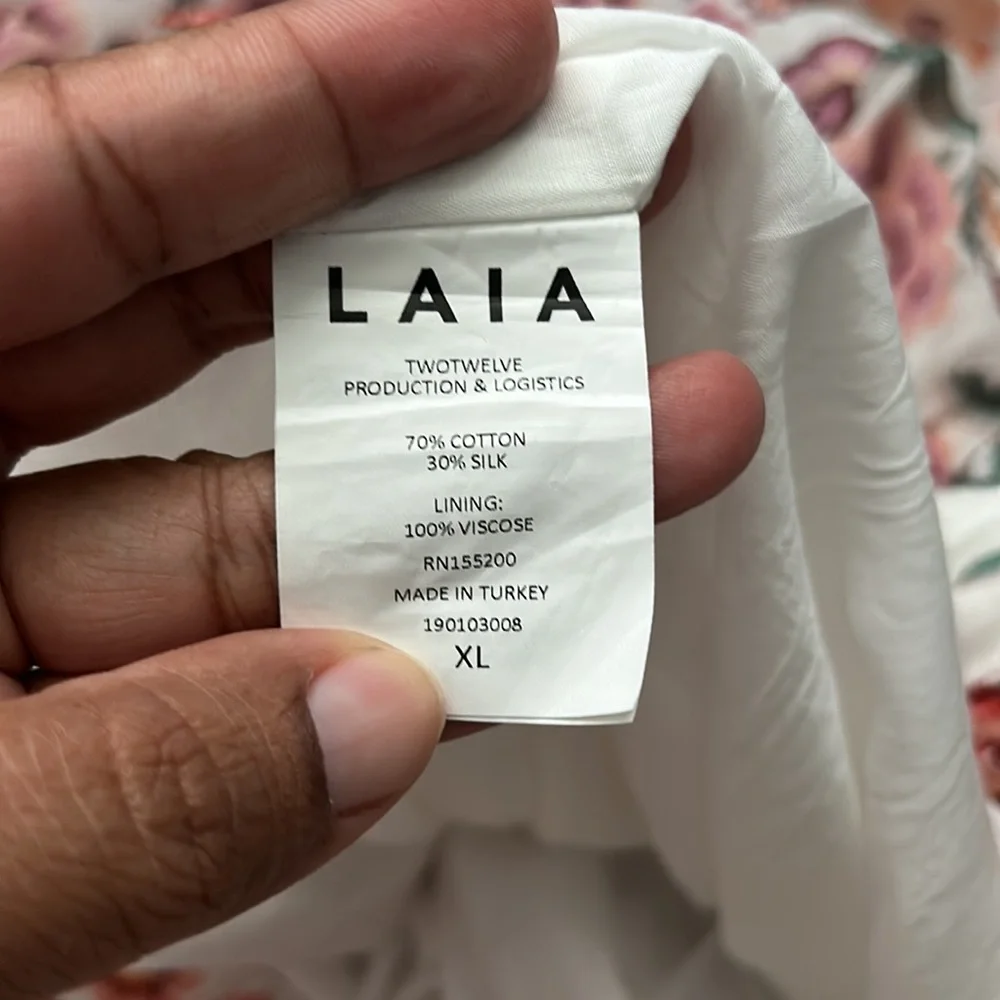 LAIA
TWOTWELVE
PRODUCTION & LOGISTICS
70% COTTON
30% SILK
LINING:
100% VISCOSE
RN155200
MADE IN TURKEY
190103008
XL